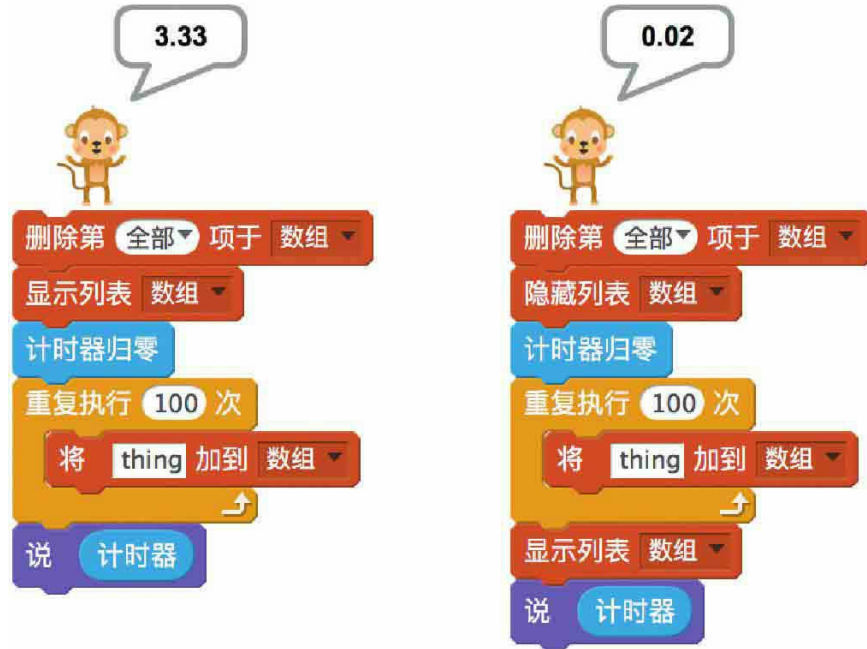 3.33
删除第 全部 项于 数组
显示列表 数组
计时器归零
重复执行 100 次
将 thing 加到 数组
说 计时器
0.02
删除第 全部 项于 数组
隐藏列表 数组
计时器归零
重复执行 100 次
将 thing 加到 数组
显示列表 数组
说 计时器